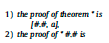 1) the proof of theorem * is
[#.#, a].
2) the proof of * #.# is